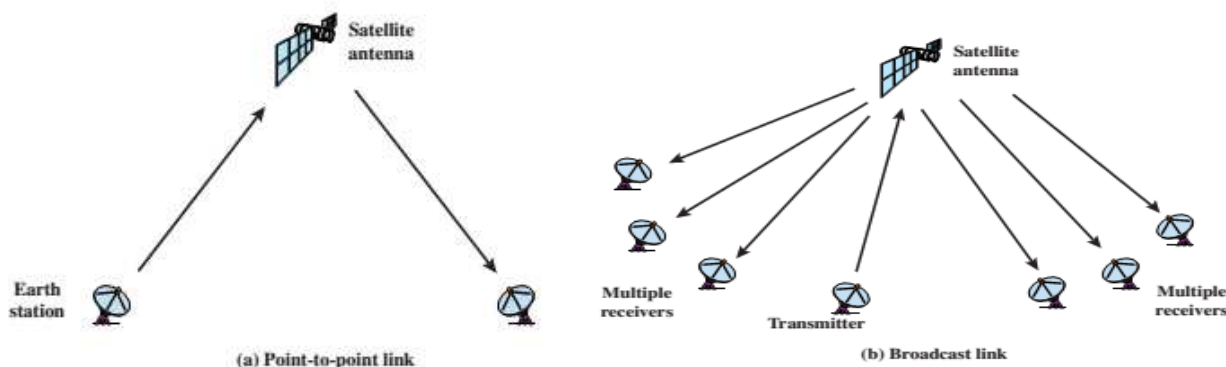 Satellite
antenna
Earth
station
(a) Point-to-point link
Satellite
antenna
Multiple
receivers
Transmitter
Multiple
receivers
(b) Broadcast link